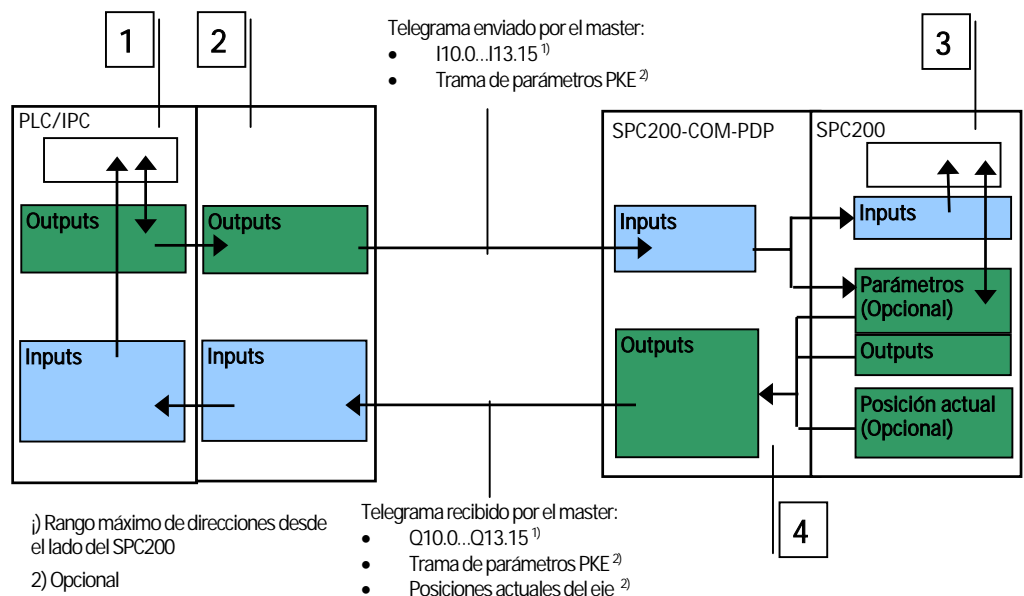 1
2
3
Telegrama enviado por el master:
• I10.0...I13.15 1)
• Trama de parámetros PKE 2)
PLC/IPC
SPC200-COM-PDP
SPC200
Outputs
Outputs
Inputs
Inputs
Parámetros
(Opcional)
Inputs
Inputs
Outputs
Outputs
Posición actual
(Opcional)
4
¡) Rango máximo de direcciones desde
el lado del SPC200
2) Opcional
Telegrama recibido por el master:
• Q10.0...Q13.15 1)
• Trama de parámetros PKE 2)
• Posiciones actuales del eje 2)